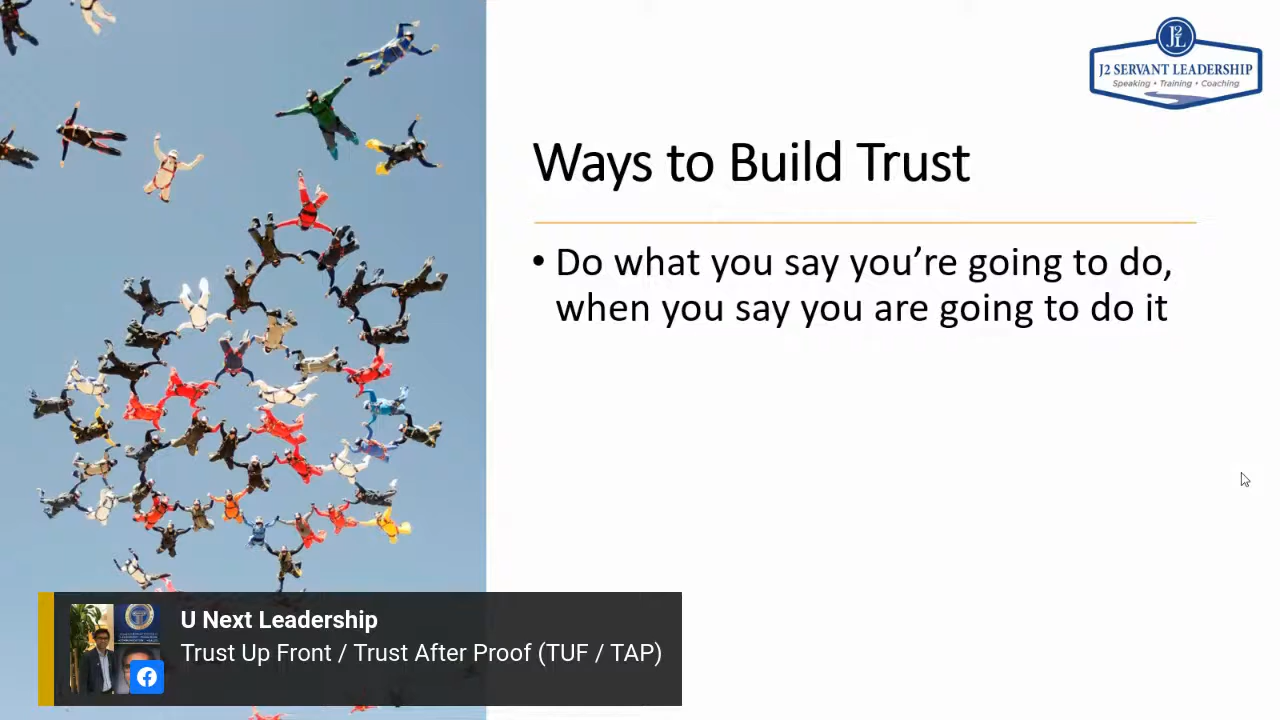 J2L
J2 SERVANT LEADERSHIP
Speaking • Training • Coaching
Ways to Build Trust
• Do what you say you’re going to do,
when you say you are going to do it
U Next Leadership
Trust Up Front / Trust After Proof (TUF / TAP)